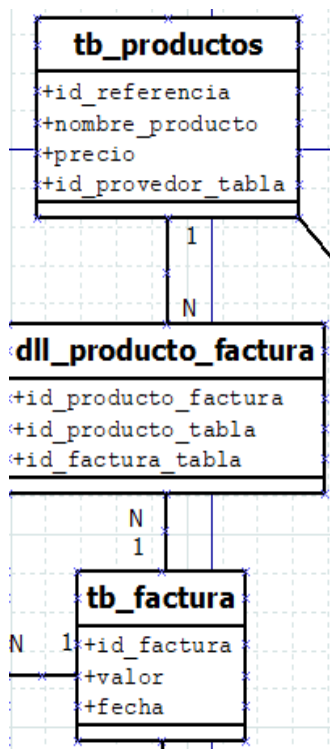 tb_productos
+id_referencia
+nombre_producto
+precio
+id_provedor_tabla
1
N
dll_producto_factura
+id_producto_factura
+id_producto_tabla
+id_factura_tabla
N
1
tb_factura
N 1 +id_factura
+valor
+fecha